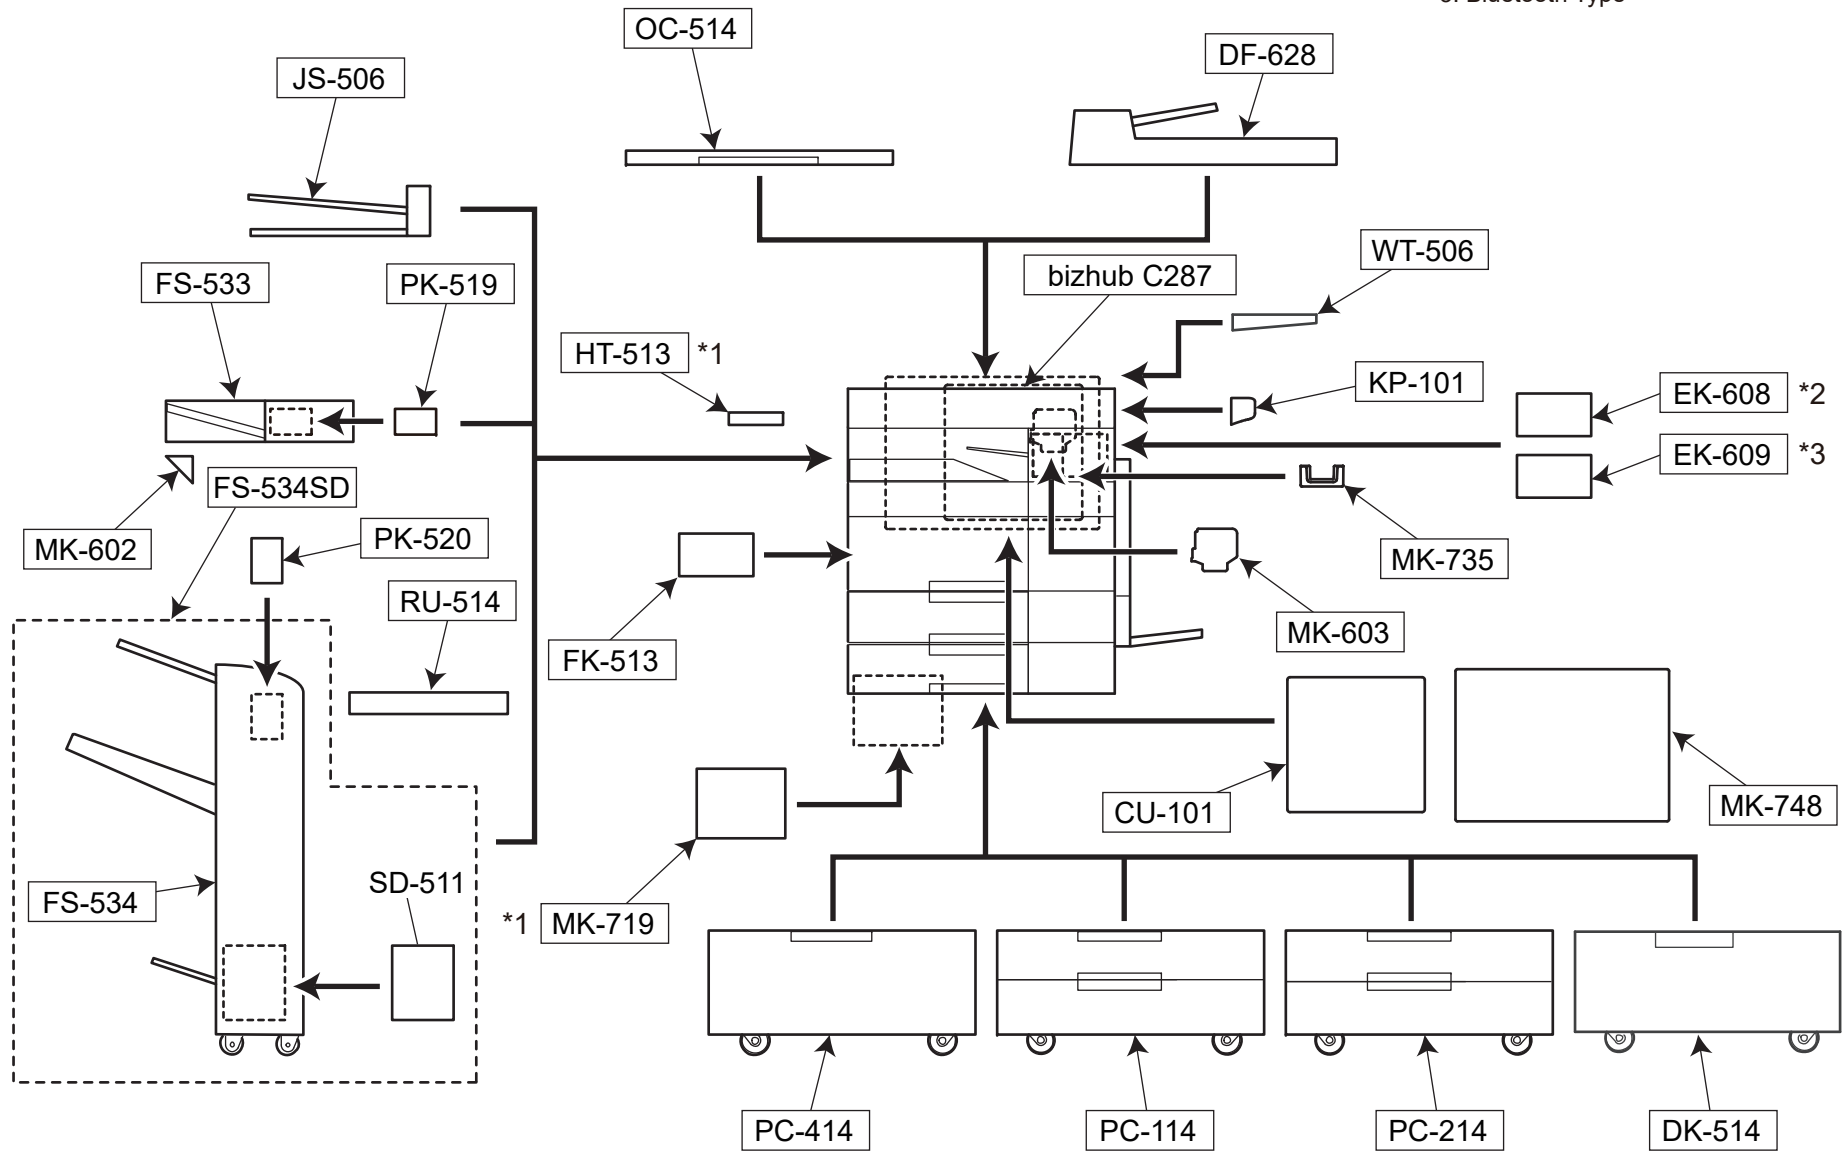 OC-514
DF-628
JS-506
WT-506
bizhub C287
FS-533
PK-519
HT-513 *1
KP-101
EK-608 *2
EK-609 *3
FS-534SD
MK-602
PK-520
MK-735
RU-514
MK-603
FK-513
CU-101
MK-748
SD-511
FS-534
*1 MK-719
PC-414
PC-114
PC-214
DK-514